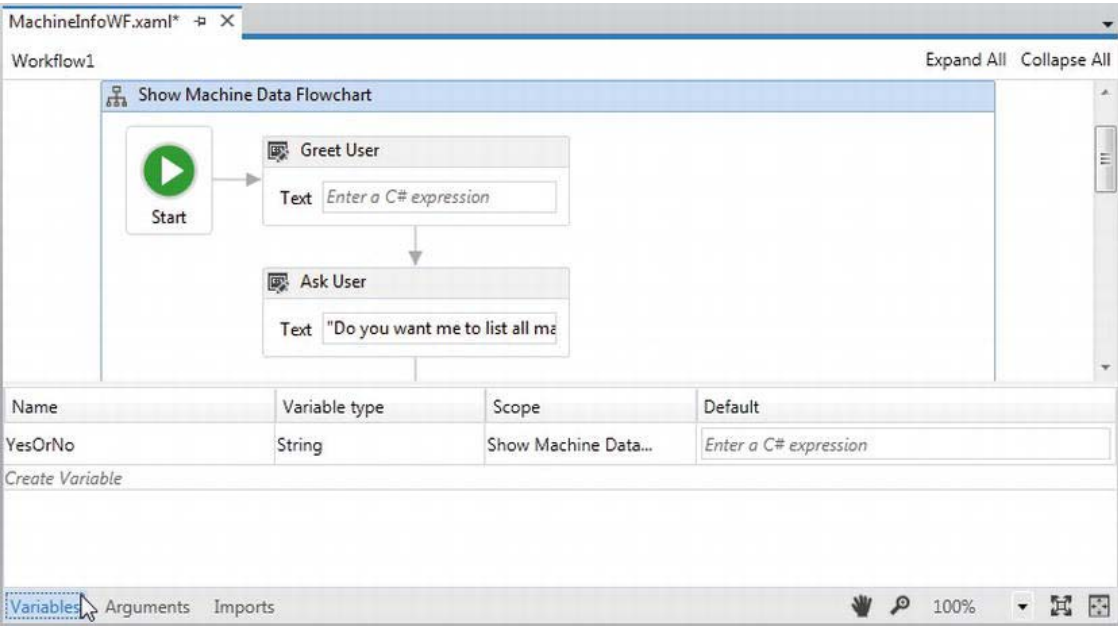 MachineInfoWF.xaml*
Workflow1 Expand All Collapse All
Show Machine Data Flowchart
Start
Greet User
Text Enter a C# expression
Ask User
Text "Do you want me to list all ma
Name Variable type Scope Default
YesOrNo String Show Machine Data... Enter a C# expression
Create Variable
Variables Arguments Imports 100%